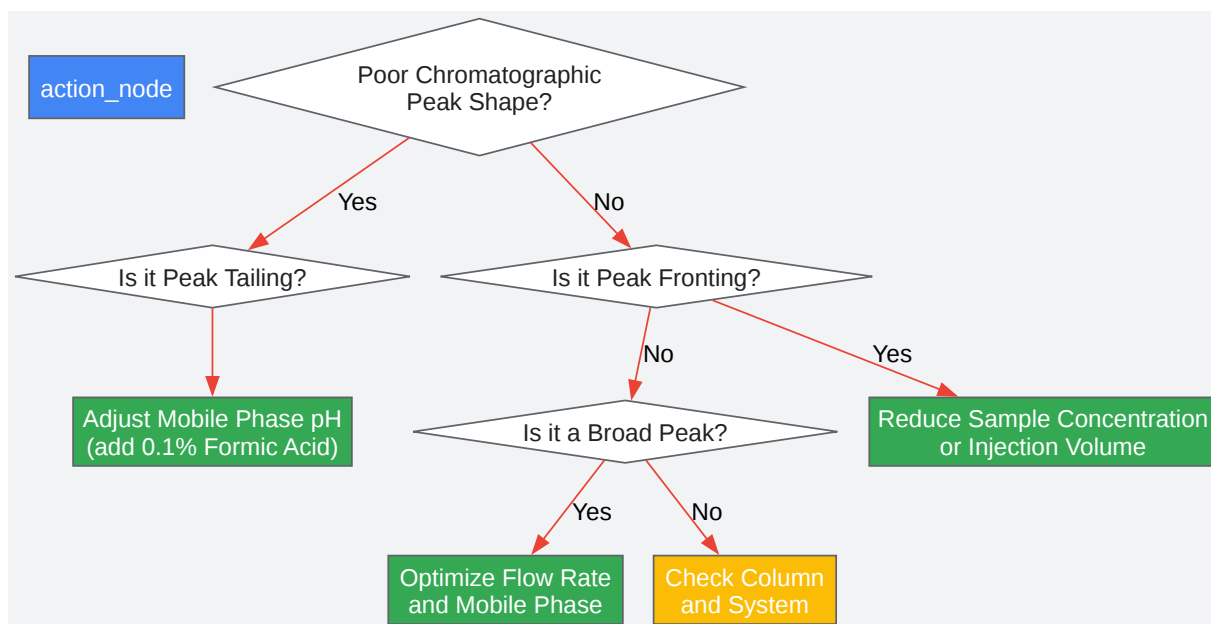 action_node
Poor Chromatographic
Peak Shape?
Yes
No
Is it Peak Tailing?
Is it Peak Fronting?
No
Yes
Adjust Mobile Phase pH
(add 0.1% Formic Acid)
Is it a Broad Peak?
Reduce Sample Concentration
or Injection Volume
Yes
No
Optimize Flow Rate
and Mobile Phase
Check Column
and System